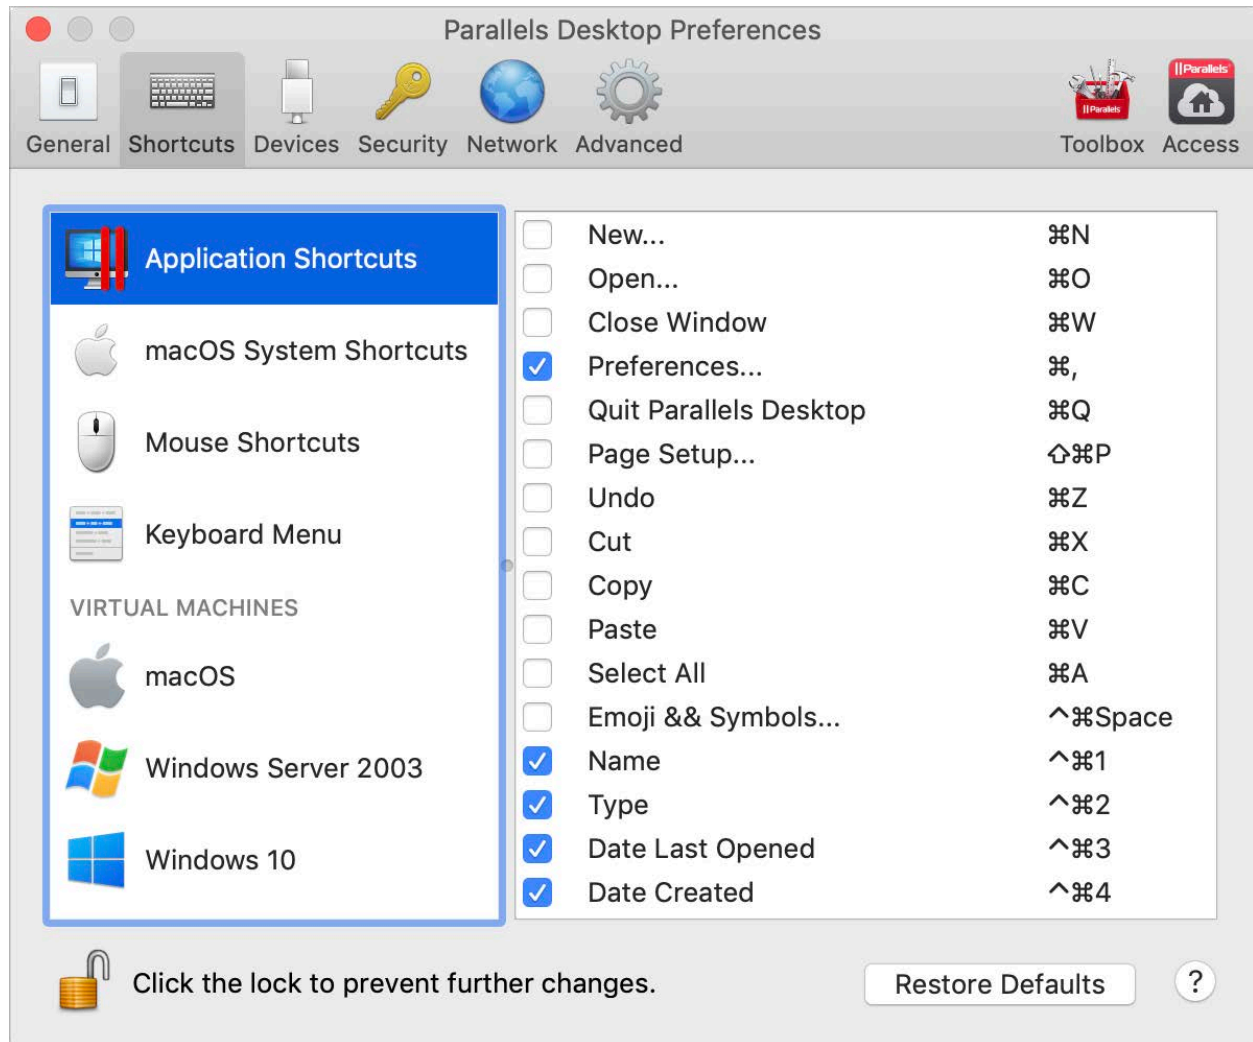 Parallels Desktop Preferences
||Parallels
||Parallels
General Shortcuts Devices Security Network Advanced Toolbox Access
Application Shortcuts
macOS System Shortcuts
Mouse Shortcuts
Keyboard Menu
VIRTUAL MACHINES
macOS
Windows Server 2003
Windows 10
New... ⌘N
Open... ⌘O
Close Window ⌘W
Preferences... ⌘,
Quit Parallels Desktop ⌘Q
Page Setup... ⇧⌘P
Undo ⌘Z
Cut ⌘X
Copy ⌘C
Paste ⌘V
Select All ⌘A
Emoji && Symbols... ^⌘Space
Name ^⌘1
Type ^⌘2
Date Last Opened ^⌘3
Date Created ^⌘4
Click the lock to prevent further changes.
Restore Defaults
?